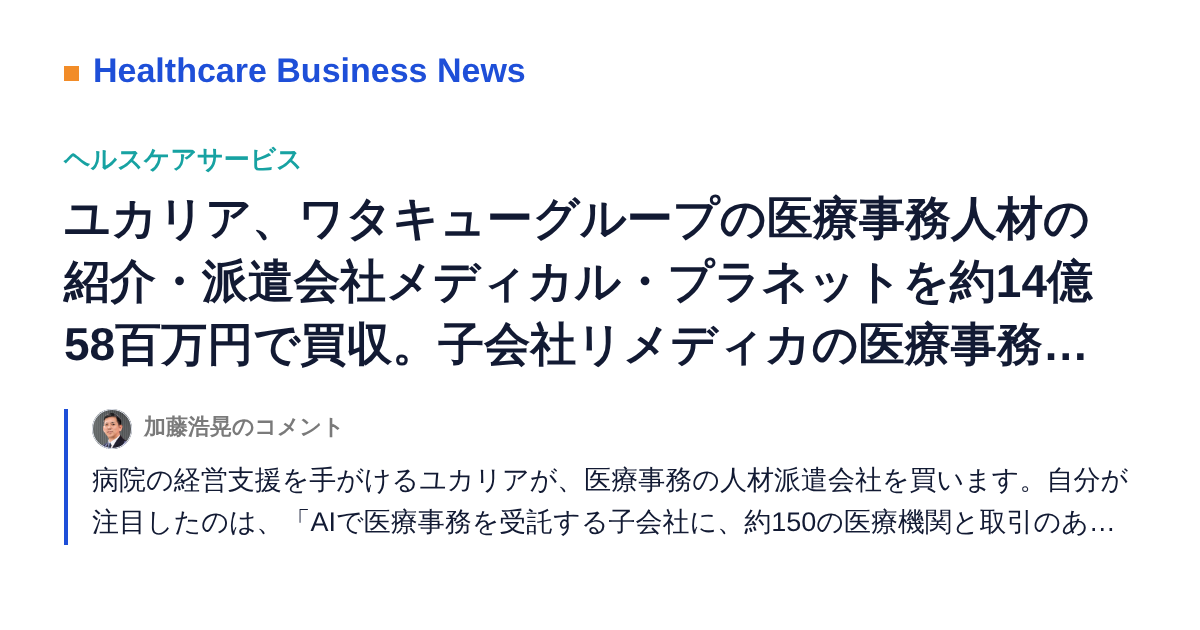 Healthcare Business News
ヘルスケアサービス
ユカリア、ワタキューグループの医療事務人材の
紹介・派遣会社メディカル・プラネットを約14億
58百万円で買収。子会社リメディカの医療事務…
加藤浩晃のコメント
病院の経営支援を手がけるユカリアが、医療事務の人材派遣会社を買います。自分が
注目したのは、「AIで医療事務を受託する子会社に、約150の医療機関と取引のあ…